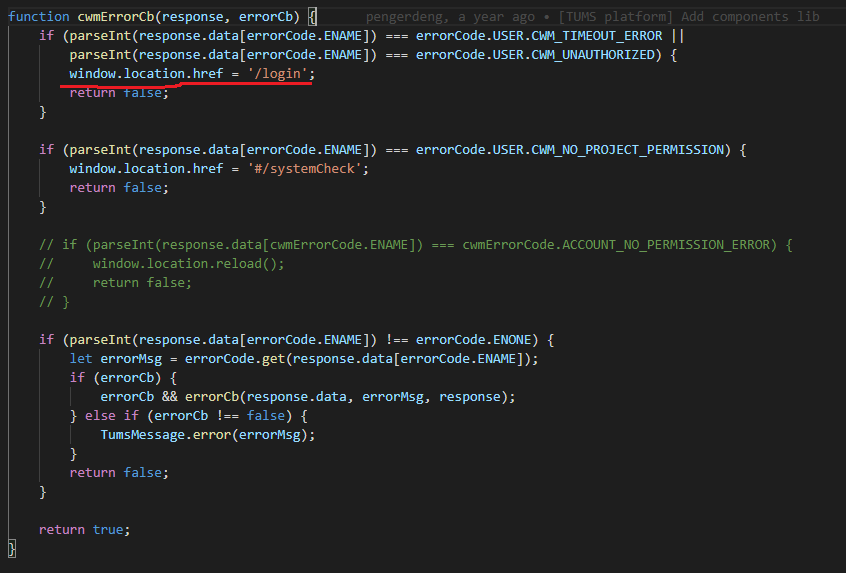 function cwmErrorCb(response, errorCb) { pengerdeng, a year ago • [TUMS platform] Add components lib
    if (parseInt(response.data[errorCode.ENAME]) === errorCode.USER.CWM_TIMEOUT_ERROR ||
        parseInt(response.data[errorCode.ENAME]) === errorCode.USER.CWM_UNAUTHORIZED) {
        window.location.href = '/login';
        return false;
    }

    if (parseInt(response.data[errorCode.ENAME]) === errorCode.USER.CWM_NO_PROJECT_PERMISSION) {
        window.location.href = '#/systemCheck';
        return false;
    }

    // if (parseInt(response.data[cwmErrorCode.ENAME]) === cwmErrorCode.ACCOUNT_NO_PERMISSION_ERROR) {
    //     window.location.reload();
    //     return false;
    // }

    if (parseInt(response.data[errorCode.ENAME]) !== errorCode.ENONE) {
        let errorMsg = errorCode.get(response.data[errorCode.ENAME]);
        if (errorCb) {
            errorCb && errorCb(response.data, errorMsg, response);
        } else if (errorCb !== false) {
            TumsMessage.error(errorMsg);
        }
        return false;
    }

    return true;
}